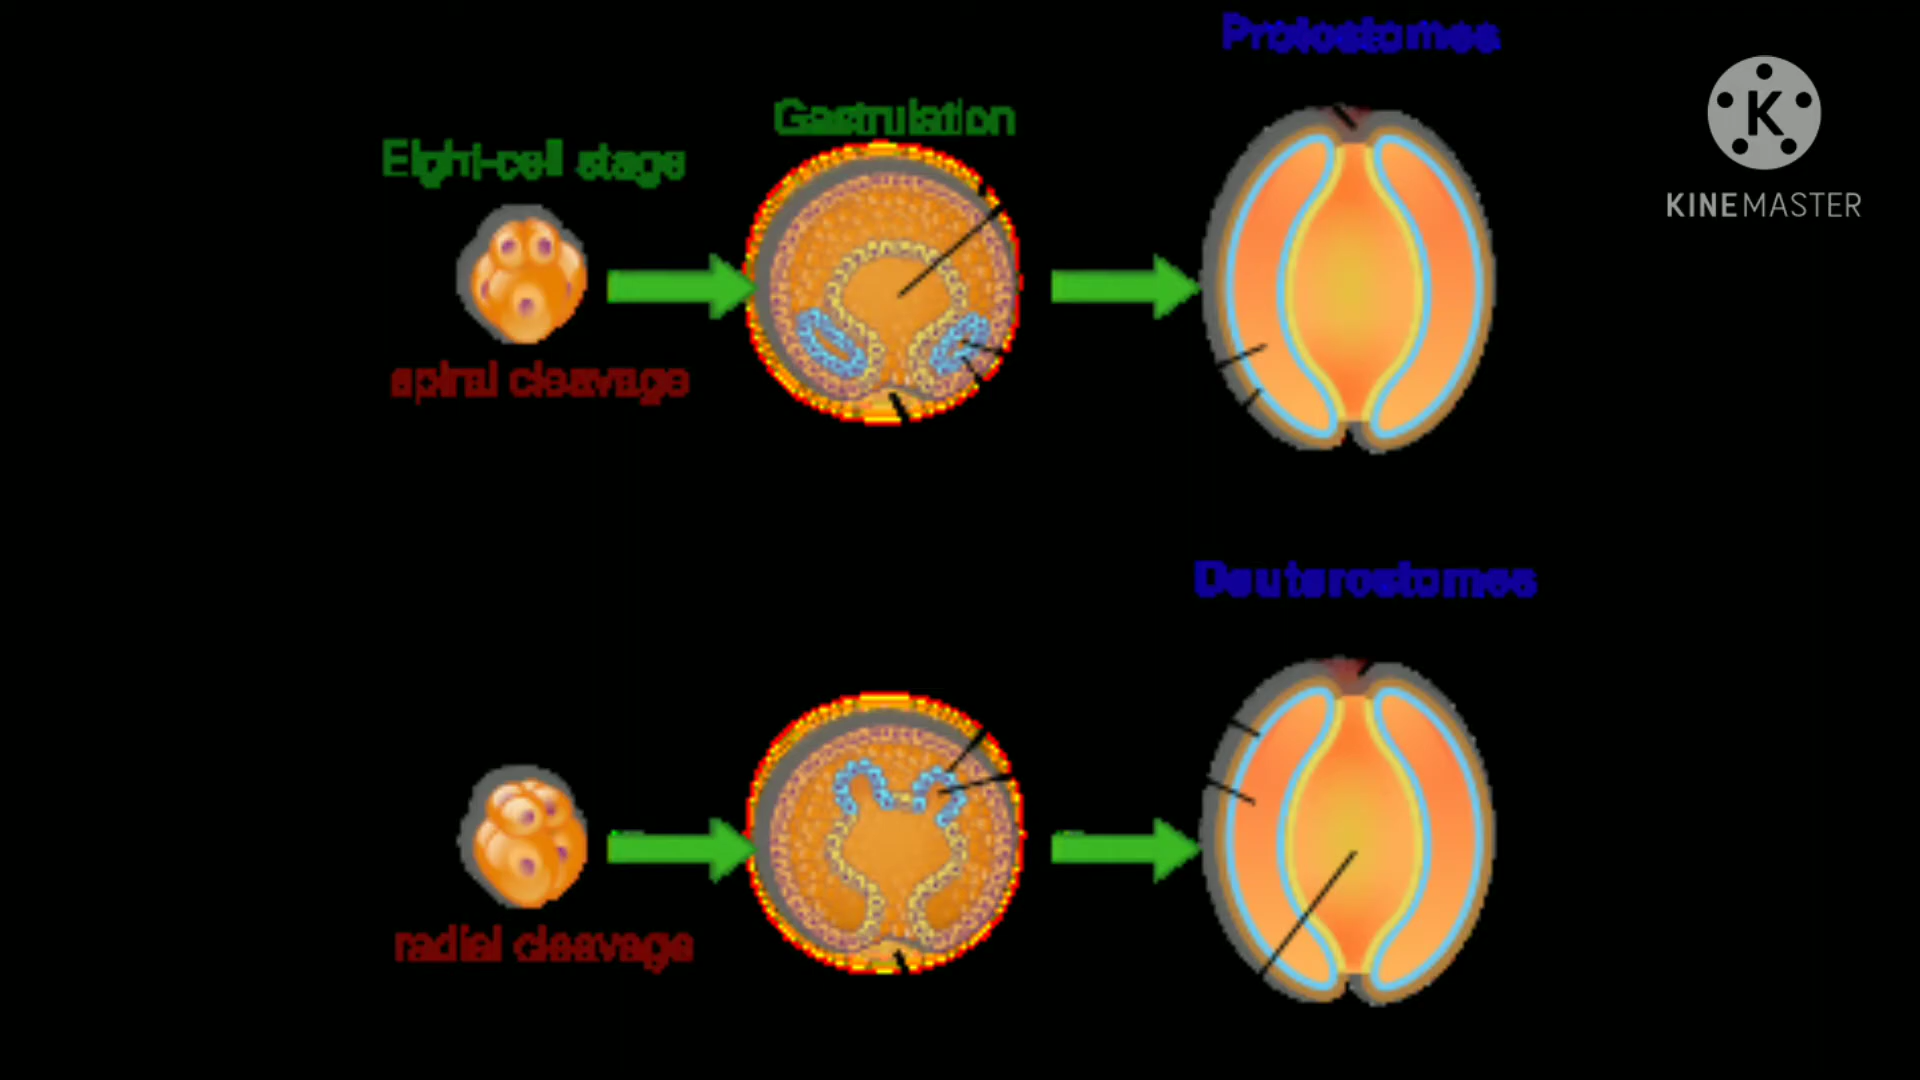 Protostomes
Gastrulation
Eight-cell stage
spiral cleavage
Deuterostomes
radial cleavage
K
KINEMASTER